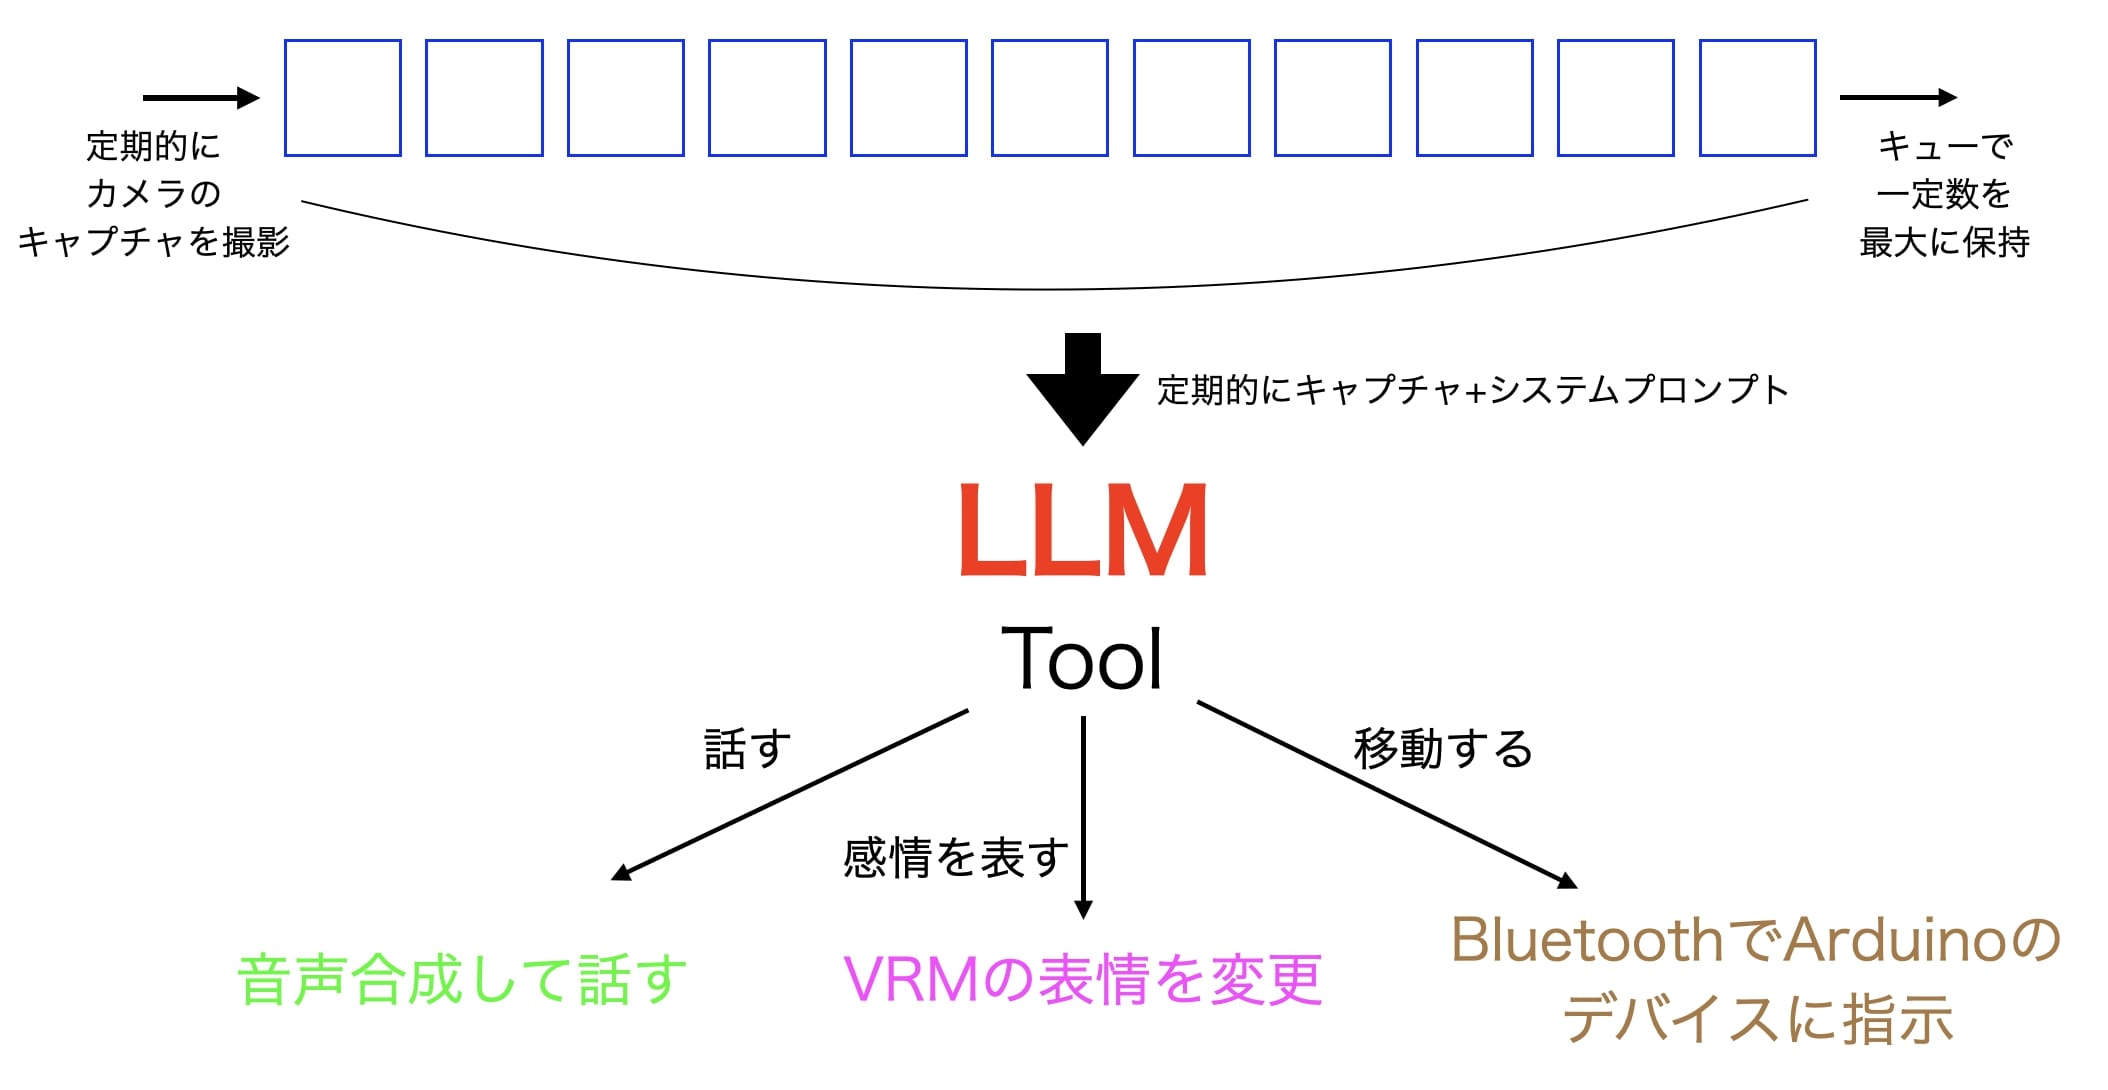 定期的に
カメラの
キャプチャを撮影
キューで
一定数を
最大に保持
定期的にキャプチャ+システムプロンプト
LLM
Tool
話す
感情を表す
移動する
音声合成して話す
VRMの表情を変更
BluetoothでArduinoの
デバイスに指示